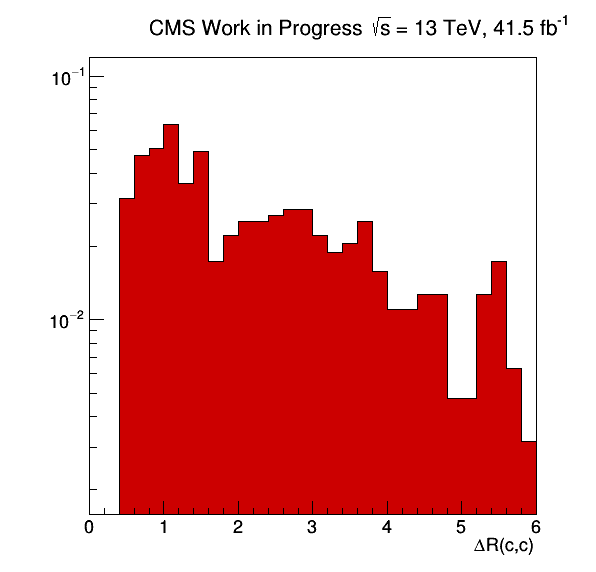 CMS Work in Progress √s = 13 TeV, 41.5 fb⁻¹
10⁻¹
10⁻²
0 1 2 3 4 5 6
ΔR(c,c)